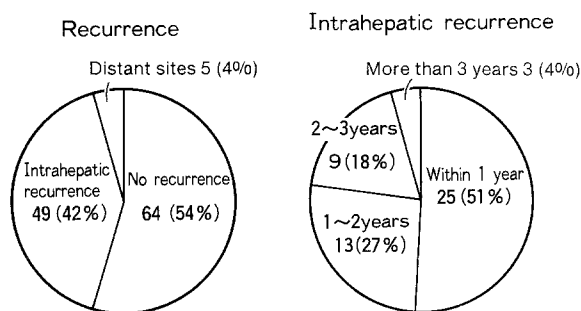 Recurrence
Distant sites 5 (4%)
Intrahepatic
recurrence
49 (42%)
No recurrence
64 (54%)
Intrahepatic recurrence
More than 3 years 3 (4%)
2~3years
9 (18%)
Within 1 year
25 (51%)
1~2years
13 (27%)